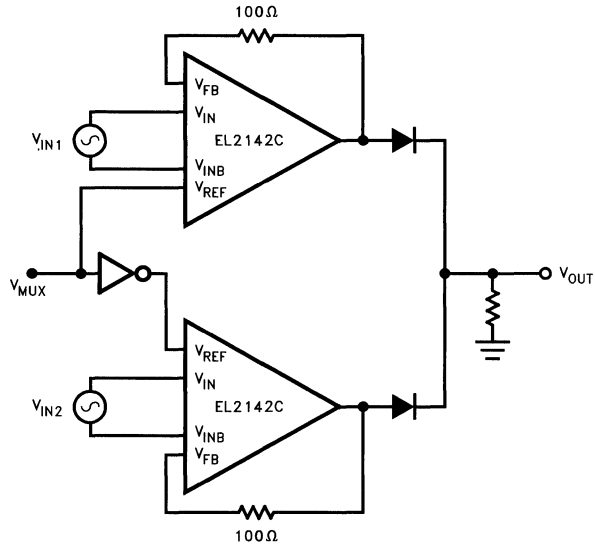 100Ω
VFB
VIN
VIN1
EL2142C
VINB
VREF
VMUX
VOUT
VREF
VIN
VIN2
EL2142C
VINB
VFB
100Ω